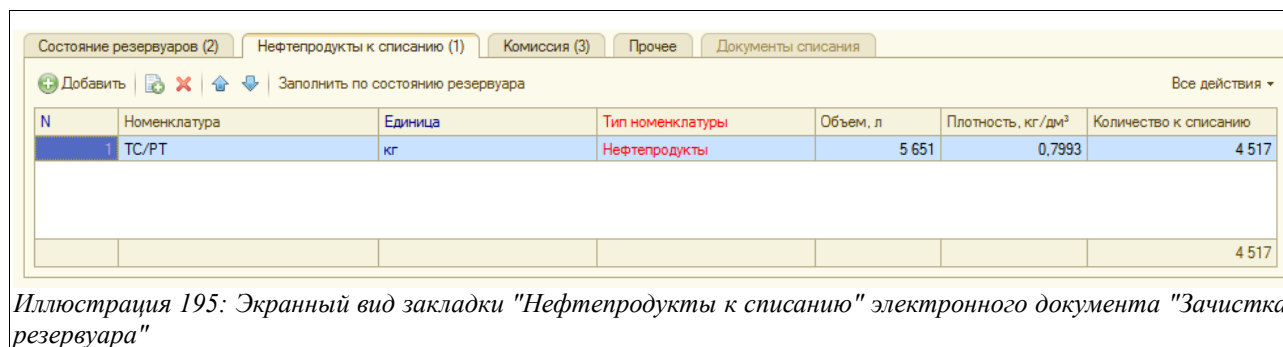 Состояние резервуаров (2) Нефтепродукты к списанию (1) Комиссия (3) Прочее Документы списания
Добавить Заполнить по состоянию резервуара Все действия
N Номенклатура Единица Тип номенклатуры Объем, л Плотность, кг/дм³ Количество к списанию
1 ТС/РТ кг Нефтепродукты 5 651 0,7993 4 517
4 517
Иллюстрация 195: Экранный вид закладки "Нефтепродукты к списанию" электронного документа "Зачистка
резервуара"